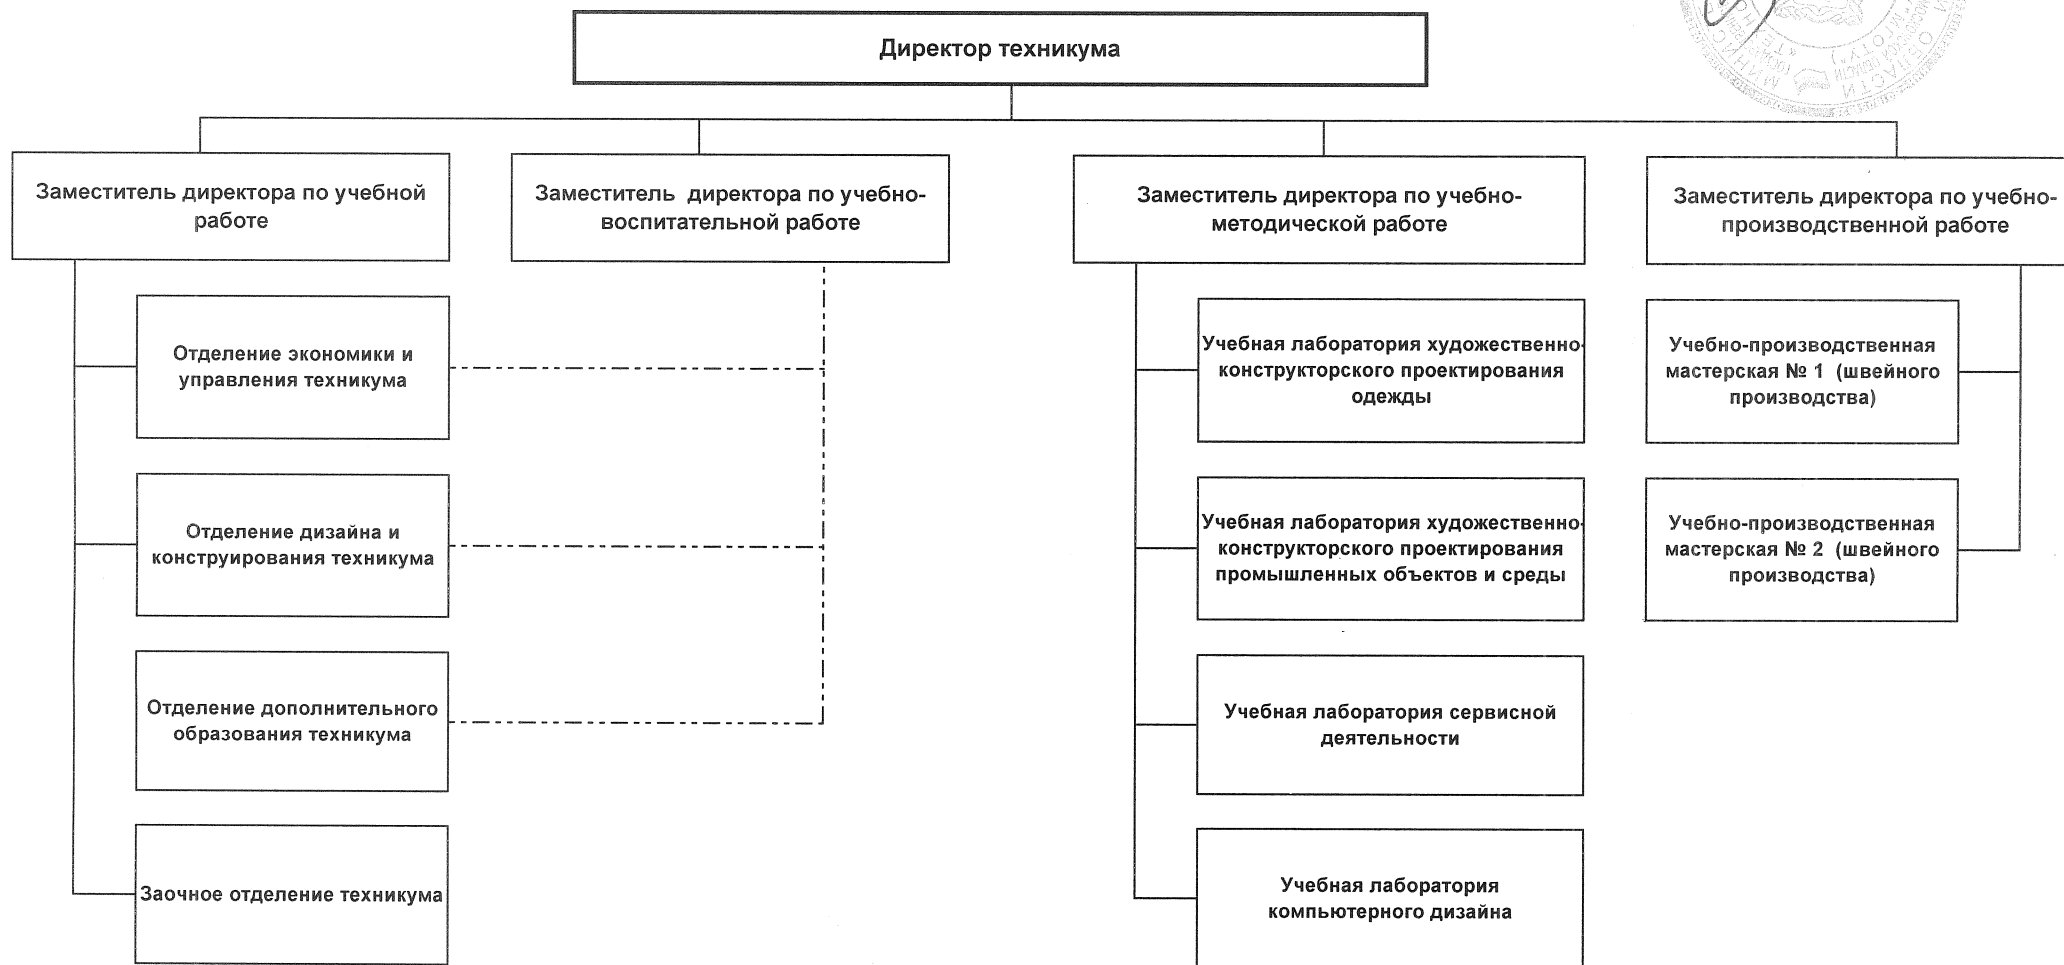 Директор техникума
Заместитель директора по учебной
работе
Заместитель директора по учебно-
воспитательной работе
Заместитель директора по учебно-
методической работе
Заместитель директора по учебно-
производственной работе
Отделение экономики и
управления техникума
Отделение дизайна и
конструирования техникума
Отделение дополнительного
образования техникума
Заочное отделение техникума
Учебная лаборатория художественно-
конструкторского проектирования
одежды
Учебная лаборатория художественно-
конструкторского проектирования
промышленных объектов и среды
Учебная лаборатория сервисной
деятельности
Учебная лаборатория
компьютерного дизайна
Учебно-производственная
мастерская № 1 (швейного
производства)
Учебно-производственная
мастерская № 2 (швейного
производства)